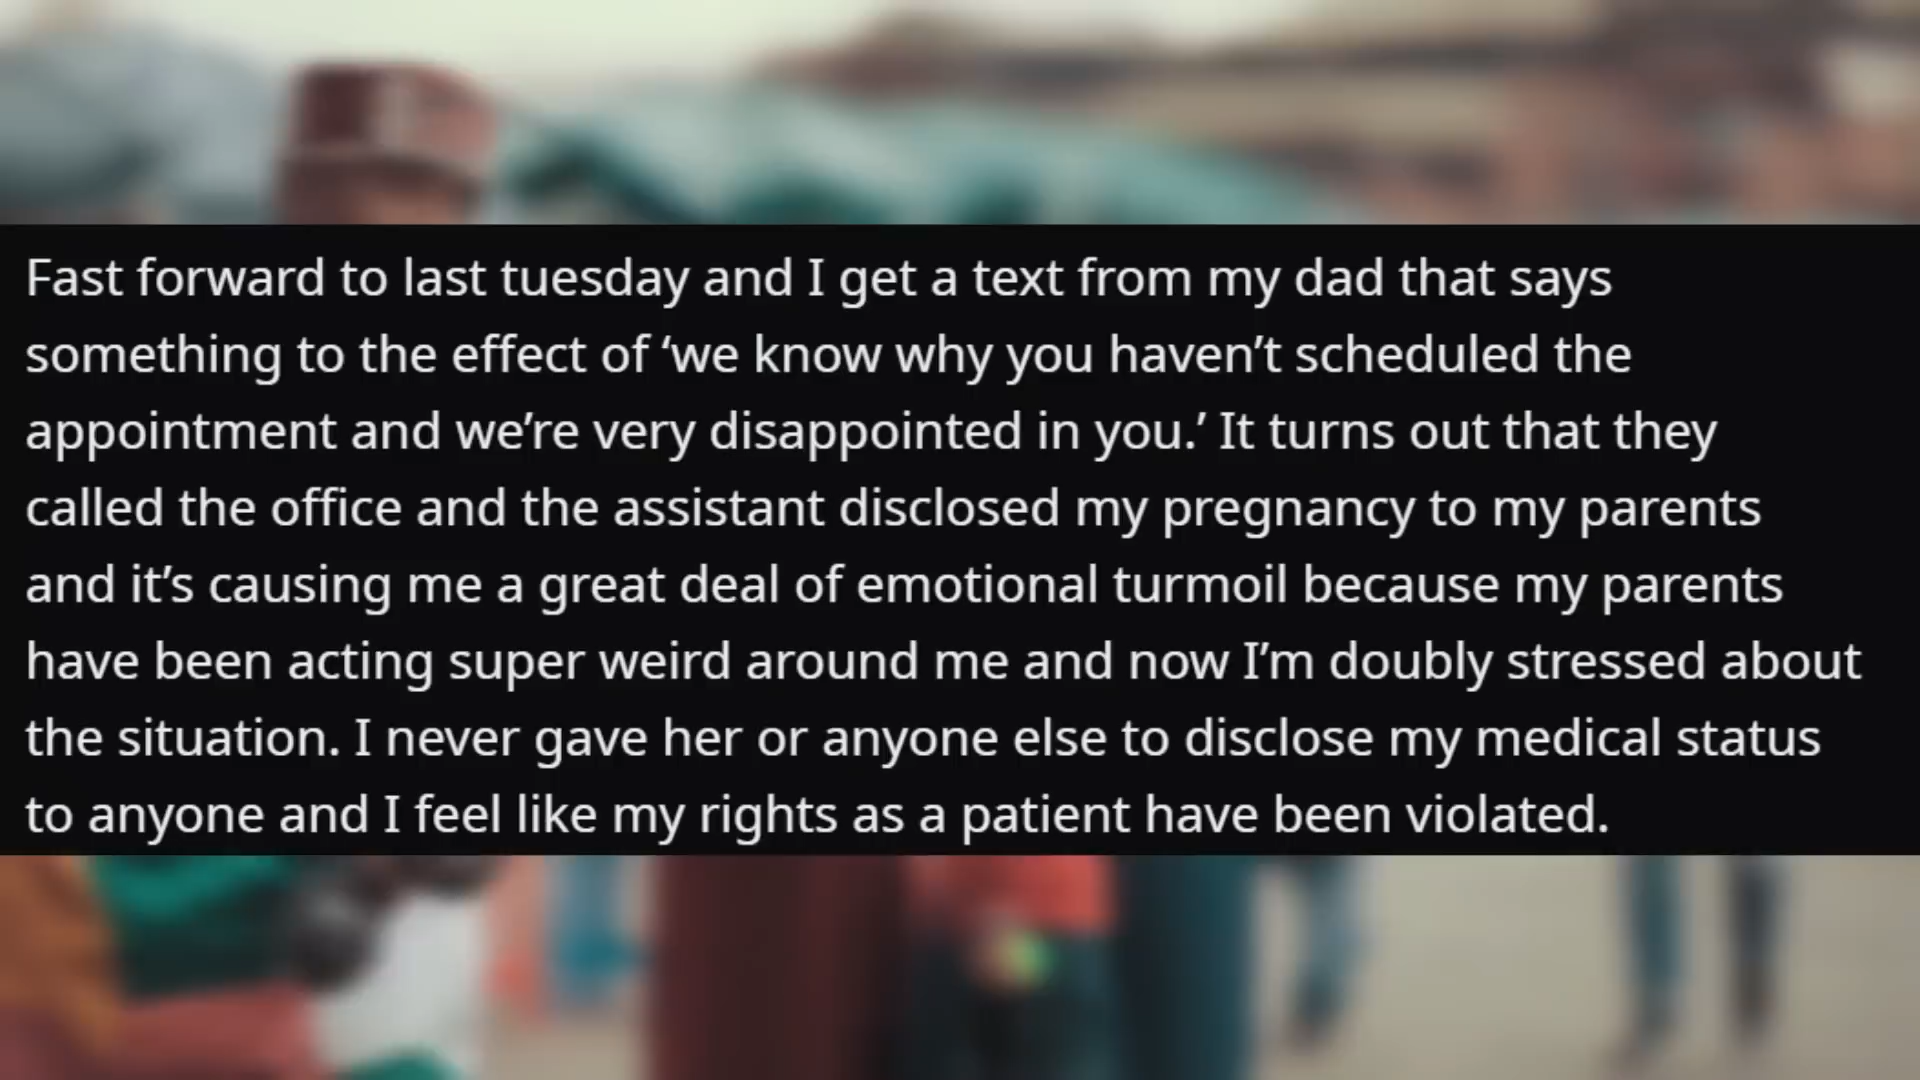 Fast forward to last tuesday and I get a text from my dad that says
something to the effect of ‘we know why you haven’t scheduled the
appointment and we’re very disappointed in you.’ It turns out that they
called the office and the assistant disclosed my pregnancy to my parents
and it’s causing me a great deal of emotional turmoil because my parents
have been acting super weird around me and now I’m doubly stressed about
the situation. I never gave her or anyone else to disclose my medical status
to anyone and I feel like my rights as a patient have been violated.